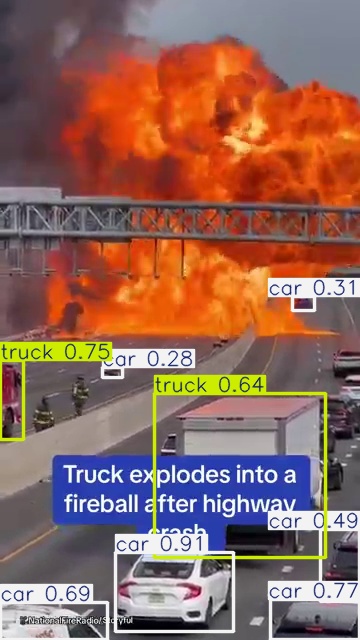 car 0.31
truck 0.75
car 0.28
truck 0.64
Truck explodes into a
fireball after highway
crash
car 0.49
car 0.91
car 0.77
car 0.69
NationalFireRadio/Storyful